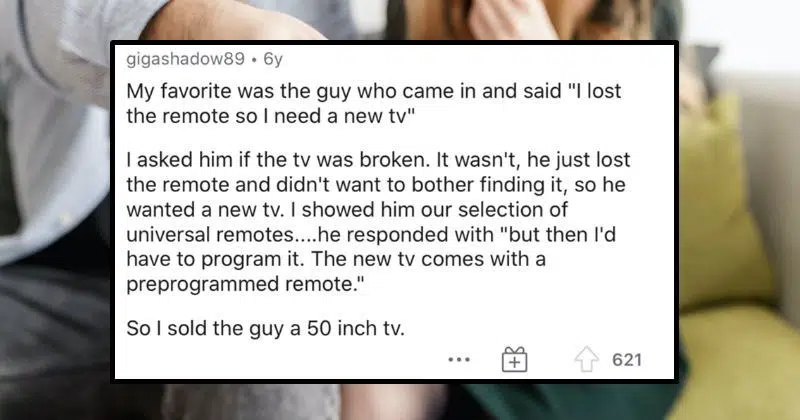 gigashadow89 • 6y
My favorite was the guy who came in and said "I lost
the remote so I need a new tv"
I asked him if the tv was broken. It wasn't, he just lost
the remote and didn't want to bother finding it, so he
wanted a new tv. I showed him our selection of
universal remotes....he responded with "but then I'd
have to program it. The new tv comes with a
preprogrammed remote."
So I sold the guy a 50 inch tv.
621